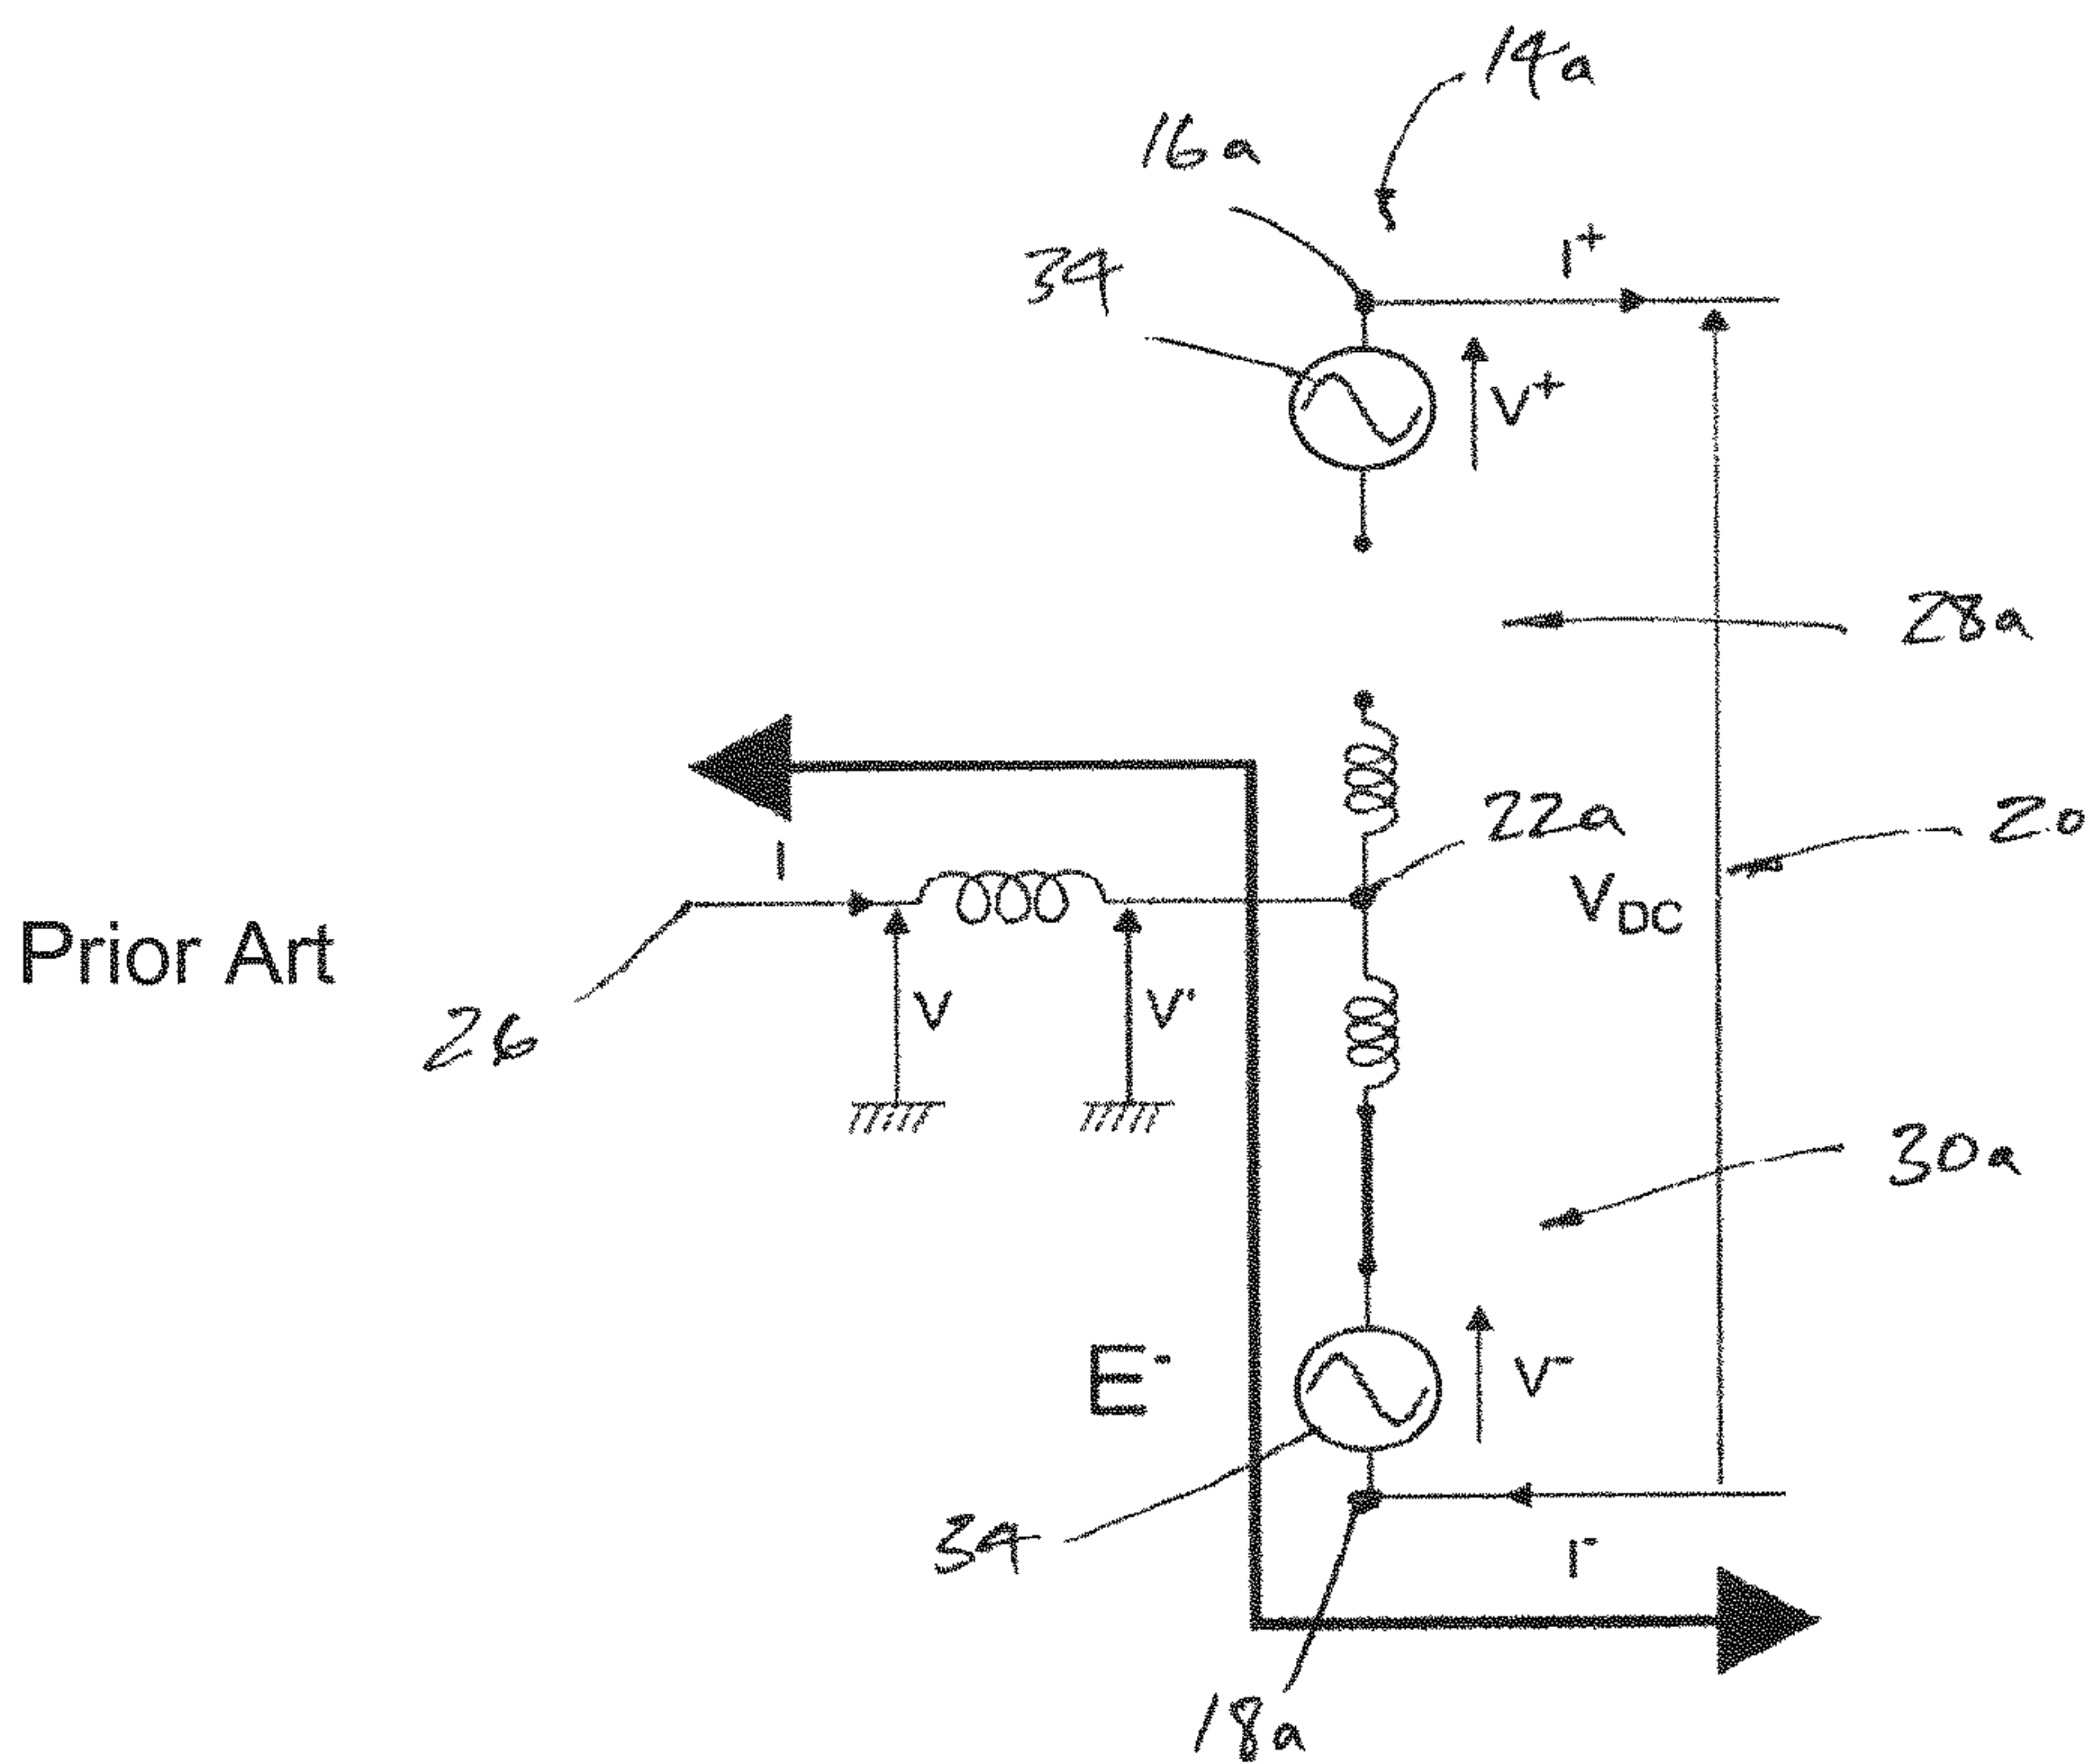 14a
16a
I+
34
V+
28a
22a
20
I
VDC
Prior Art
V
V'
26
30a
E-
V-
34
I-
18a